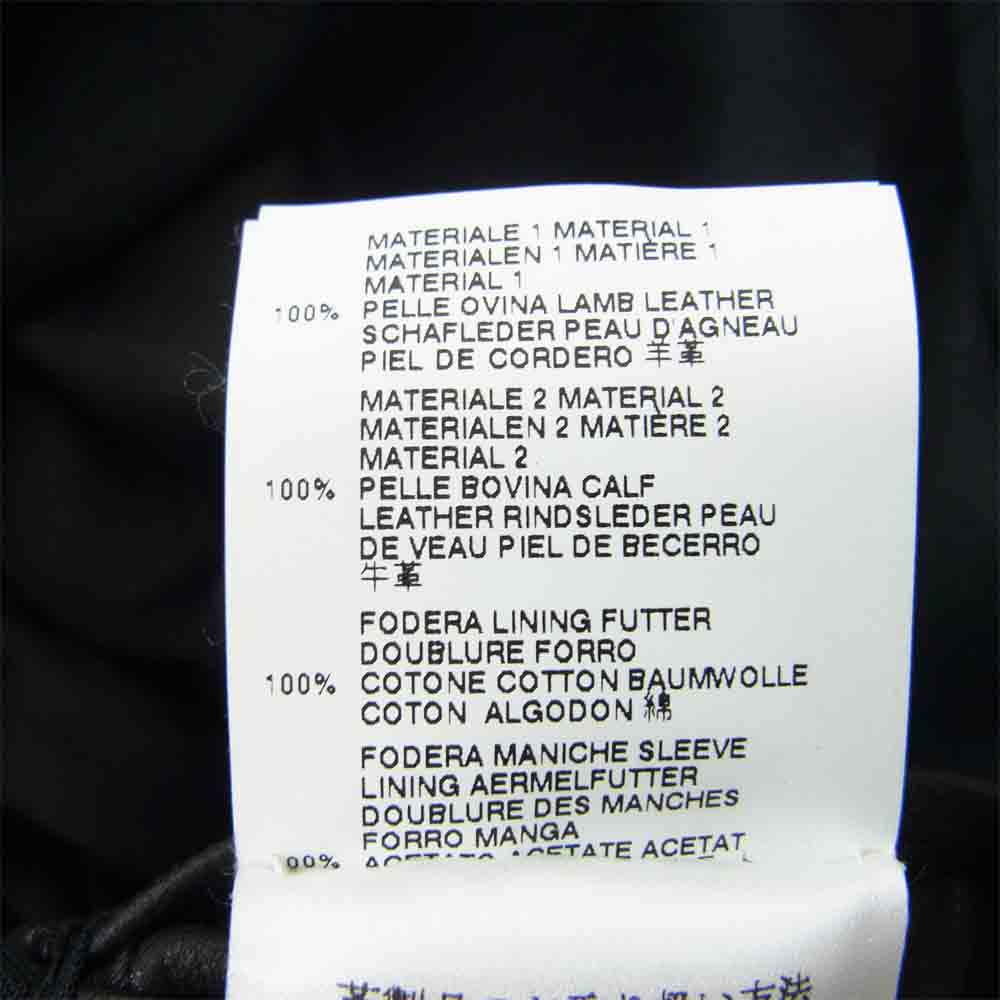 MATERIALE 1 MATERIAL 1
MATERIALEN 1 MATIÈRE 1
MATERIAL 1
100% PELLE OVINA LAMB LEATHER
SCHAFLEDER PEAU D'AGNEAU
PIEL DE CORDERO 羊革
MATERIALE 2 MATERIAL 2
MATERIALEN 2 MATIÈRE 2
MATERIAL 2
100% PELLE BOVINA CALF
LEATHER RINDSLEDER PEAU
DE VEAU PIEL DE BECERRO
牛革
FODERA LINING FUTTER
DOUBLURE FORRO
100% COTONE COTTON BAUMWOLLE
COTON ALGODON 綿
FODERA MANICHE SLEEVE
LINING AERMELFUTTER
DOUBLURE DES MANCHES
FORRO MANGA
ACETATO ACETATE ACETAT